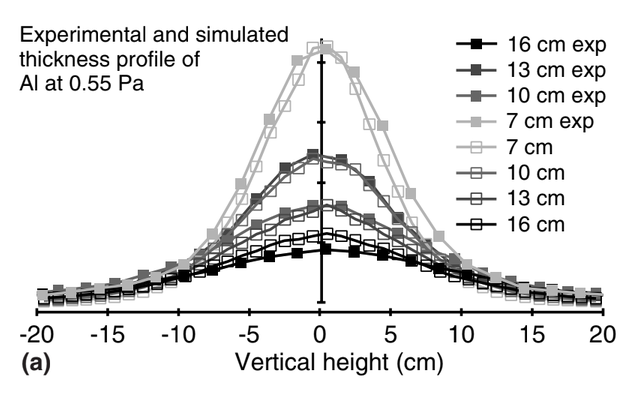 Experimental and simulated
thickness profile of
Al at 0.55 Pa
16 cm exp
13 cm exp
10 cm exp
7 cm exp
7 cm
10 cm
13 cm
16 cm
-20 -15 -10 -5 0 5 10 15 20
(a) Vertical height (cm)